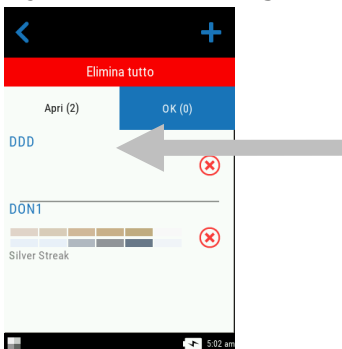 Elimina tutto
Apri (2) OK (0)
DDD
DON1
Silver Streak
5:02 am